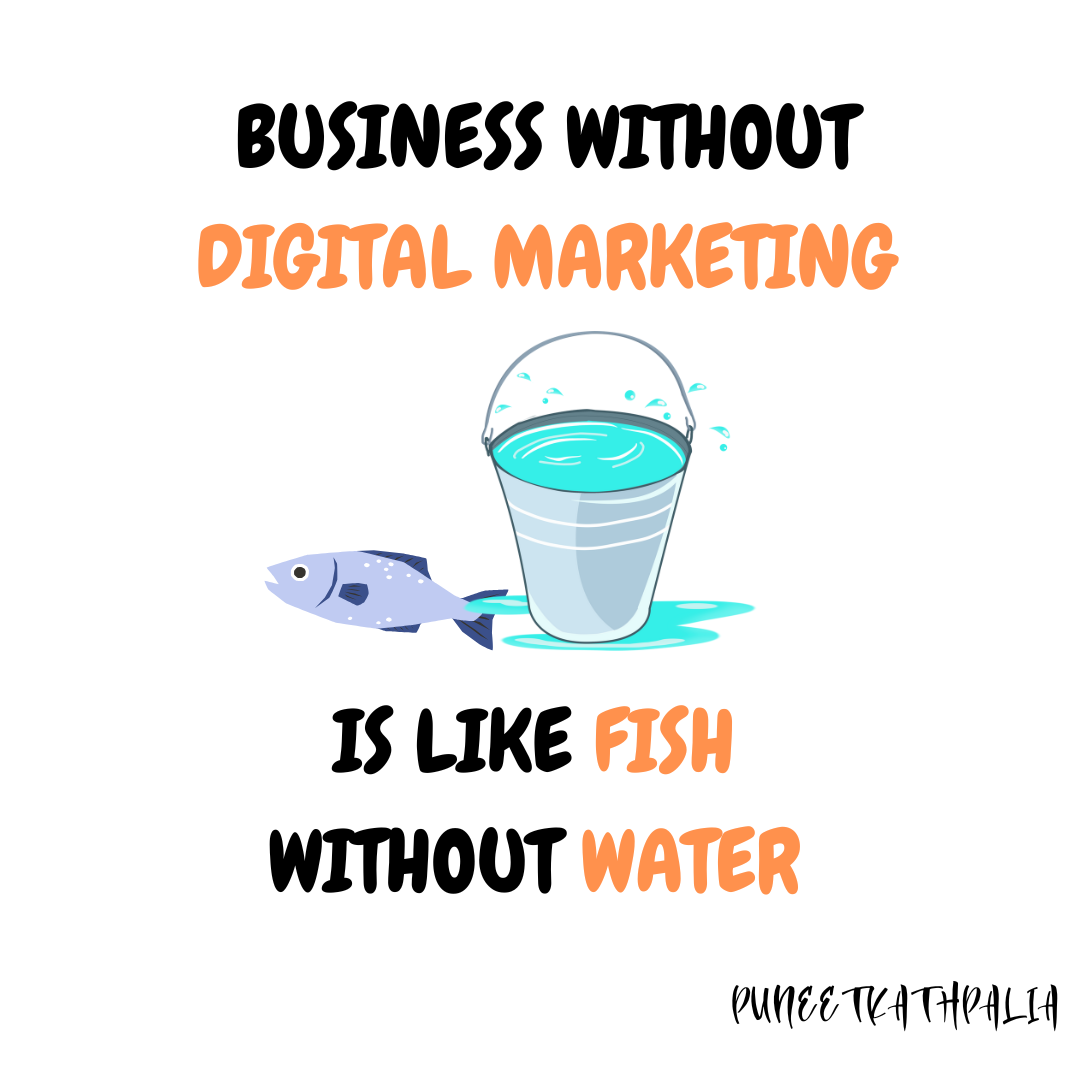 BUSINESS WITHOUT
DIGITAL MARKETING
IS LIKE FISH
WITHOUT WATER
PUNEETKATHPALIA